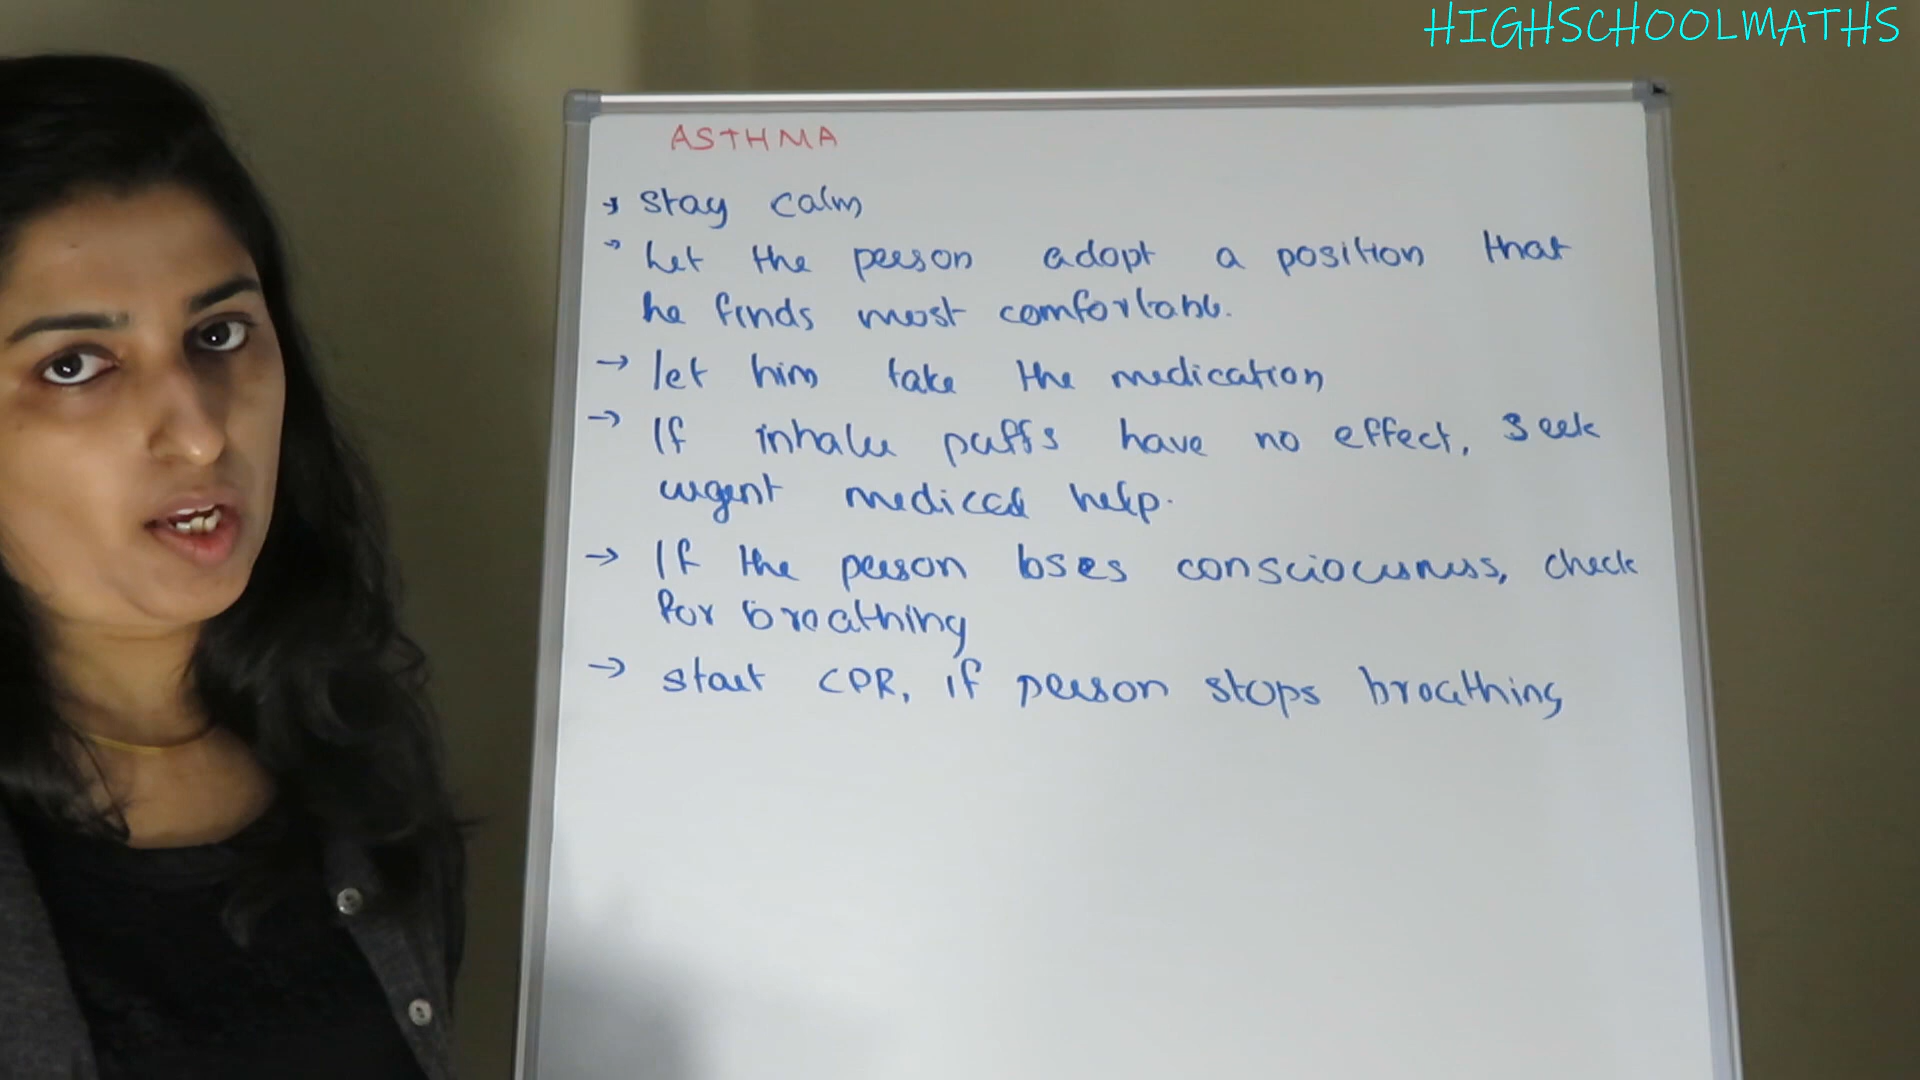 HIGHSCHOOLMATHS
ASTHMA
→ stay calm
→ Let the person adopt a position that
he finds most comfortable.
→ let him take the medication
→ If inhaler puffs have no effect, seek
urgent medical help.
→ If the person loses consciousness, check
for breathing
→ start CPR, if person stops breathing